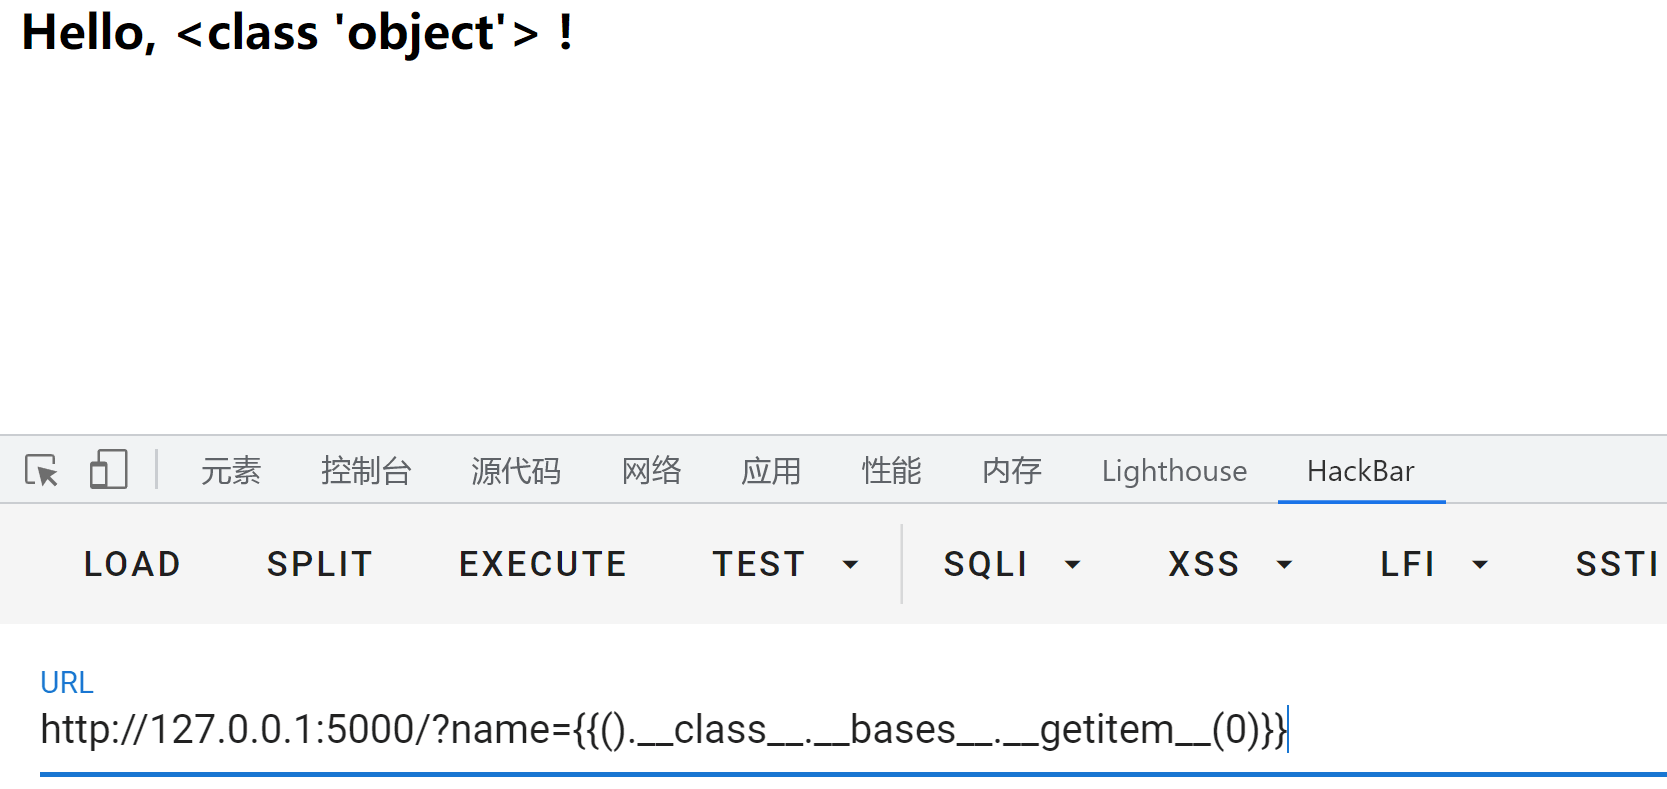 Hello, <class 'object'> !
元素 控制台 源代码 网络 应用 性能 内存 Lighthouse HackBar
LOAD SPLIT EXECUTE TEST SQLI XSS LFI SSTI
URL
http://127.0.0.1:5000/?name={{().__class__.__bases__.__getitem__(0)}}